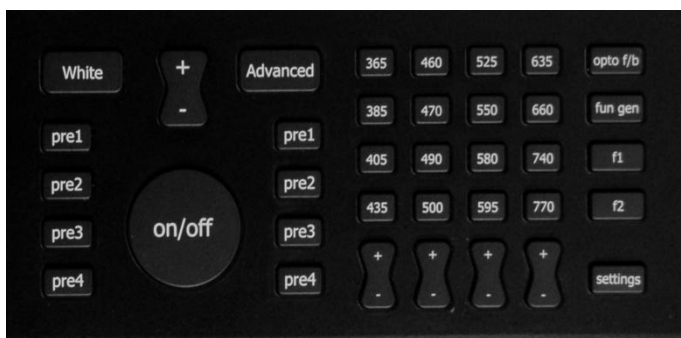 White + Advanced
-
pre1 pre1
pre2 pre2
on/off
pre3 pre3
pre4 pre4
365 460 525 635 opto f/b
385 470 550 660 fun gen
405 490 580 740 f1
435 500 595 770 f2
+ + + +
- - - -
settings